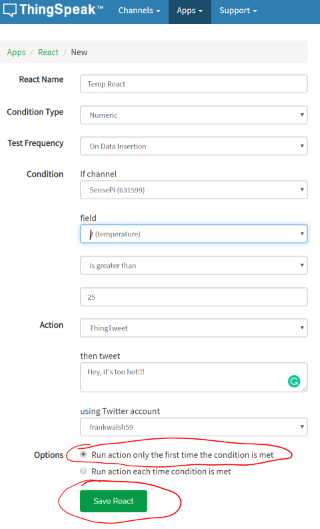 ThingSpeak™ Channels Apps Support
Apps / React / New
React Name Temp React
Condition Type Numeric
Test Frequency On Data Insertion
Condition If channel
SensePi (631599)
field
(temperature)
is greater than
25
Action ThingTweet
then tweet
Hey, it's too hot!!!
using Twitter account
frankwalsh59
Options Run action only the first time the condition is met
Run action each time condition is met
Save React